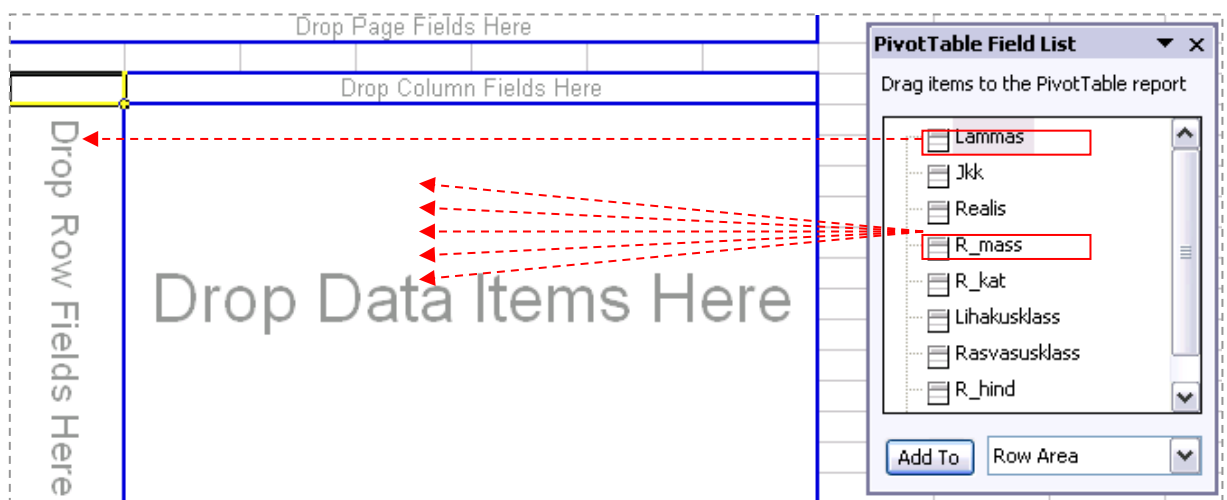 Drop Page Fields Here
Drop Column Fields Here
Drop Row Fields Here
Drop Data Items Here
PivotTable Field List
Drag items to the PivotTable report
Lammas
Jkk
Realis
R_mass
R_kat
Lihakusklass
Rasvasusklass
R_hind
Add To
Row Area